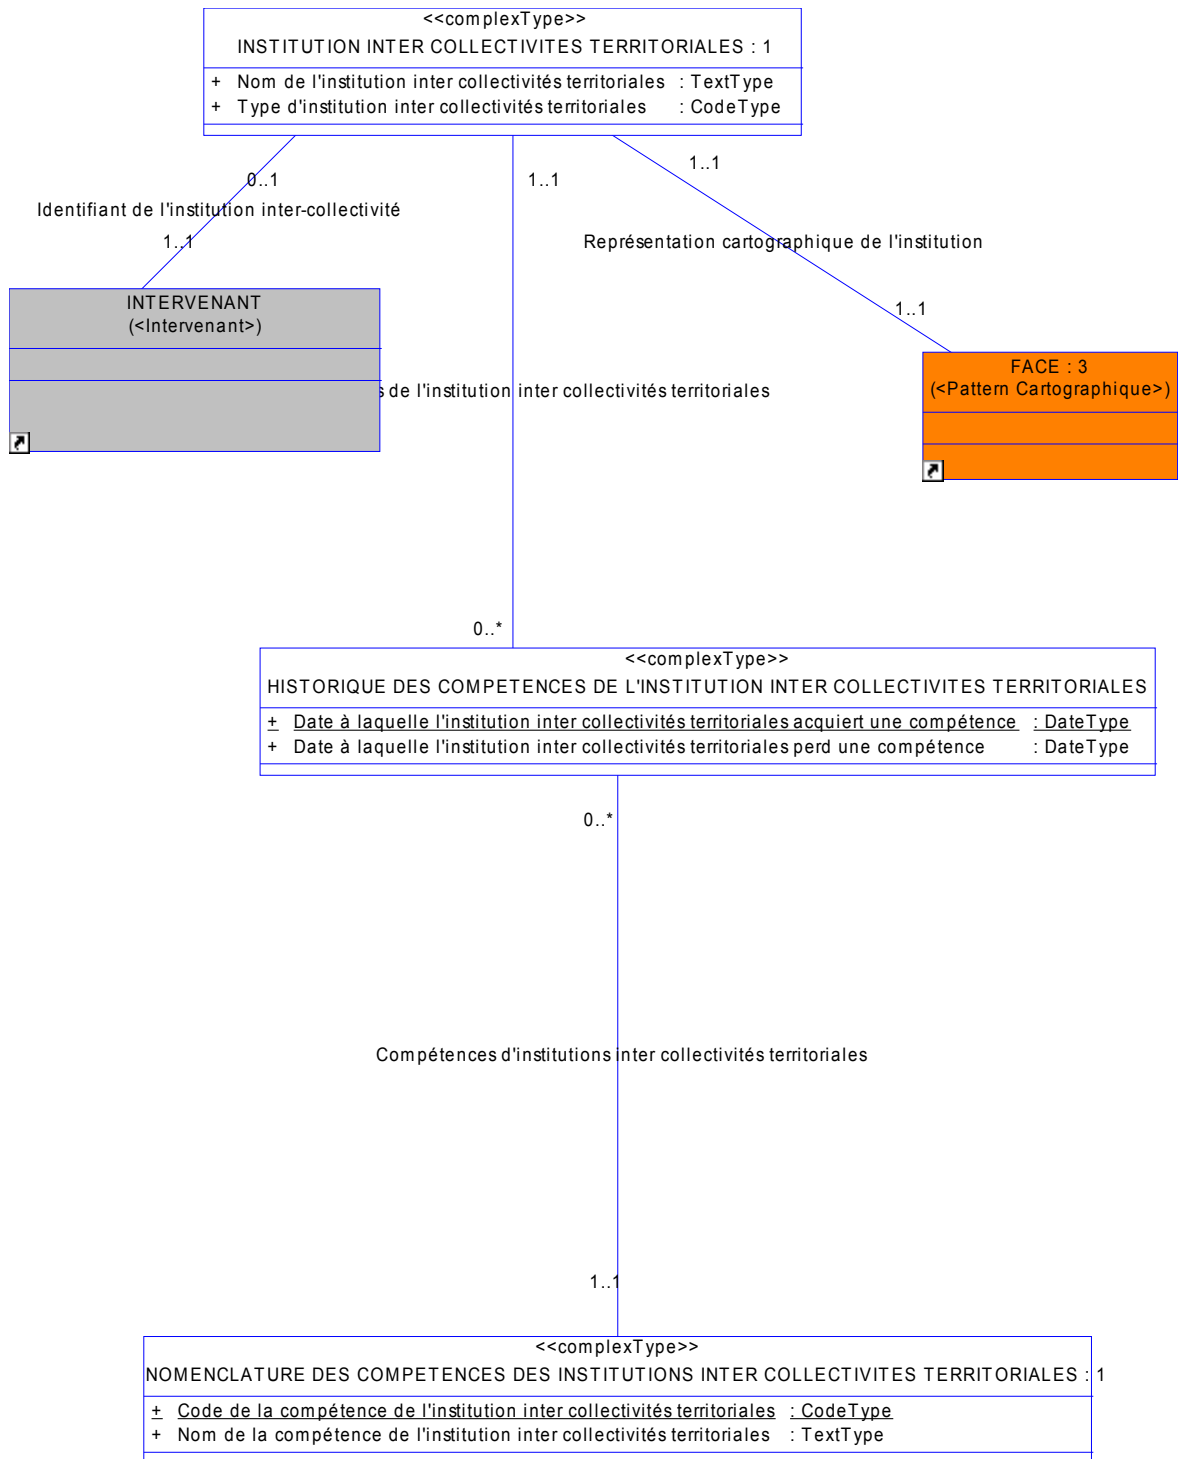 <<complexType>>
INSTITUTION INTER COLLECTIVITES TERRITORIALES : 1
+ Nom de l'institution inter collectivités territoriales : TextType
+ Type d'institution inter collectivités territoriales : CodeType
0..1
1..1
1..1
Identifiant de l'institution inter-collectivité
1..1
Représentation cartographique de l'institution
1..1
INTERVENANT
(<Intervenant>)
FACE : 3
(<Pattern Cartographique>)
s de l'institution inter collectivités territoriales
0..*
<<complexType>>
HISTORIQUE DES COMPETENCES DE L'INSTITUTION INTER COLLECTIVITES TERRITORIALES
+ Date à laquelle l'institution inter collectivités territoriales acquiert une compétence : DateType
+ Date à laquelle l'institution inter collectivités territoriales perd une compétence : DateType
0..*
Compétences d'institutions inter collectivités territoriales
1..1
<<complexType>>
NOMENCLATURE DES COMPETENCES DES INSTITUTIONS INTER COLLECTIVITES TERRITORIALES : 1
+ Code de la compétence de l'institution inter collectivités territoriales : CodeType
+ Nom de la compétence de l'institution inter collectivités territoriales : TextType